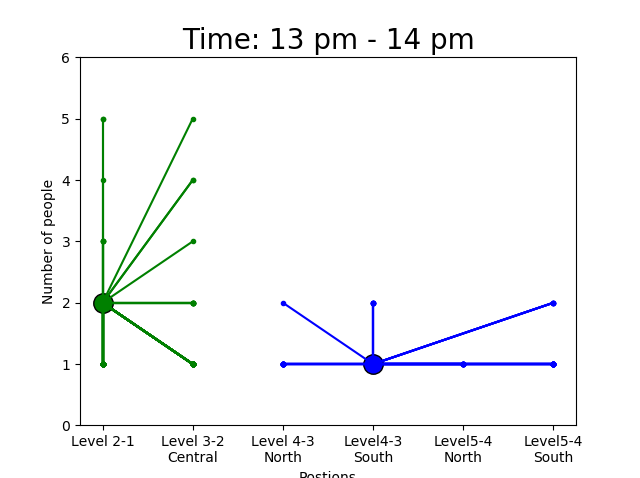 Time: 13 pm - 14 pm
6
5
4
3
2
1
0
Number of people
Level 2-1
Level 3-2
Central
Level 4-3
North
Level4-3
South
Level5-4
North
Level5-4
South
Postions